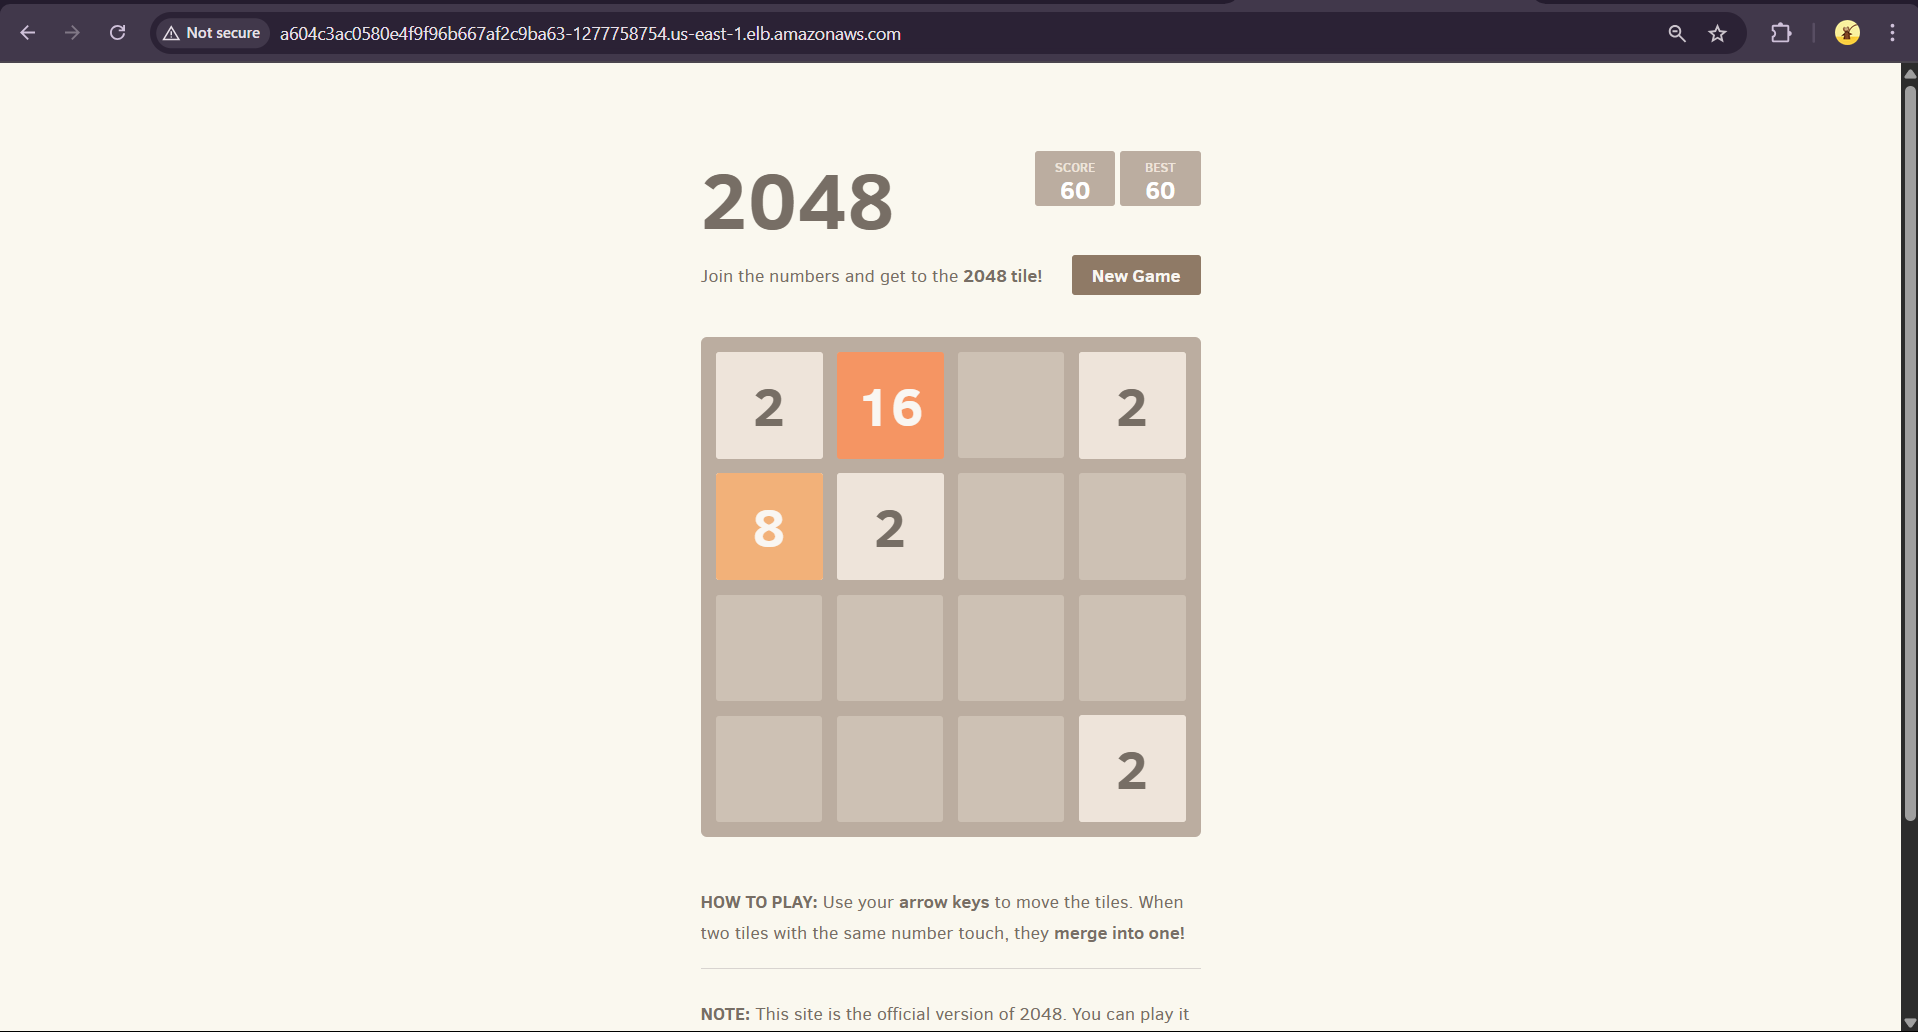 Not secure
a604c3ac0580e4f9f96b667af2c9ba63-1277758754.us-east-1.elb.amazonaws.com
2048
SCORE
60
BEST
60
Join the numbers and get to the 2048 tile!
New Game
2 16 2
8 2
2
HOW TO PLAY: Use your arrow keys to move the tiles. When
two tiles with the same number touch, they merge into one!
NOTE: This site is the official version of 2048. You can play it